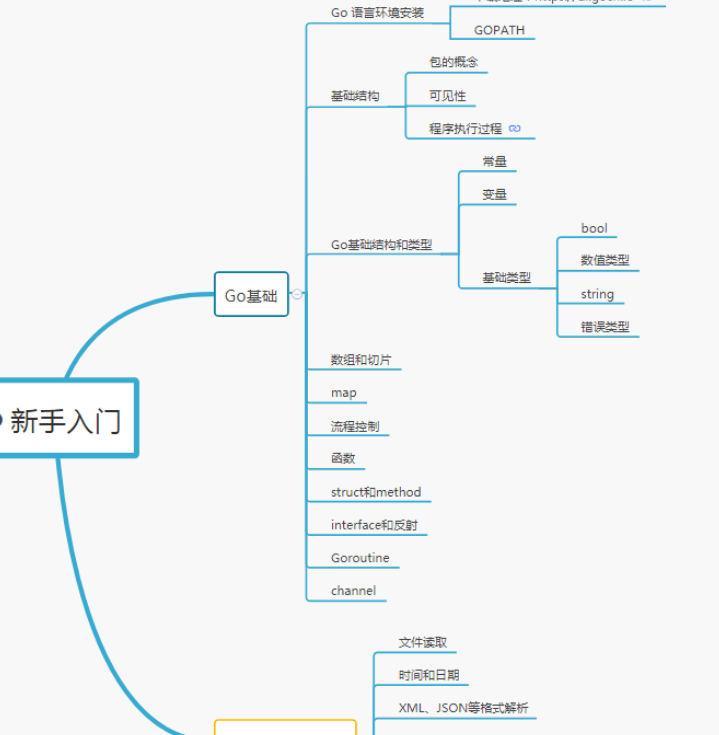 Go 语言环境安装
GOPATH
包的概念
基础结构
可见性
程序执行过程
常量
变量
Go基础结构和类型
bool
数值类型
基础类型
string
错误类型
Go基础
数组和切片
map
新手入门
流程控制
函数
struct和method
interface和反射
Goroutine
channel
文件读取
时间和日期
XML、JSON等格式解析